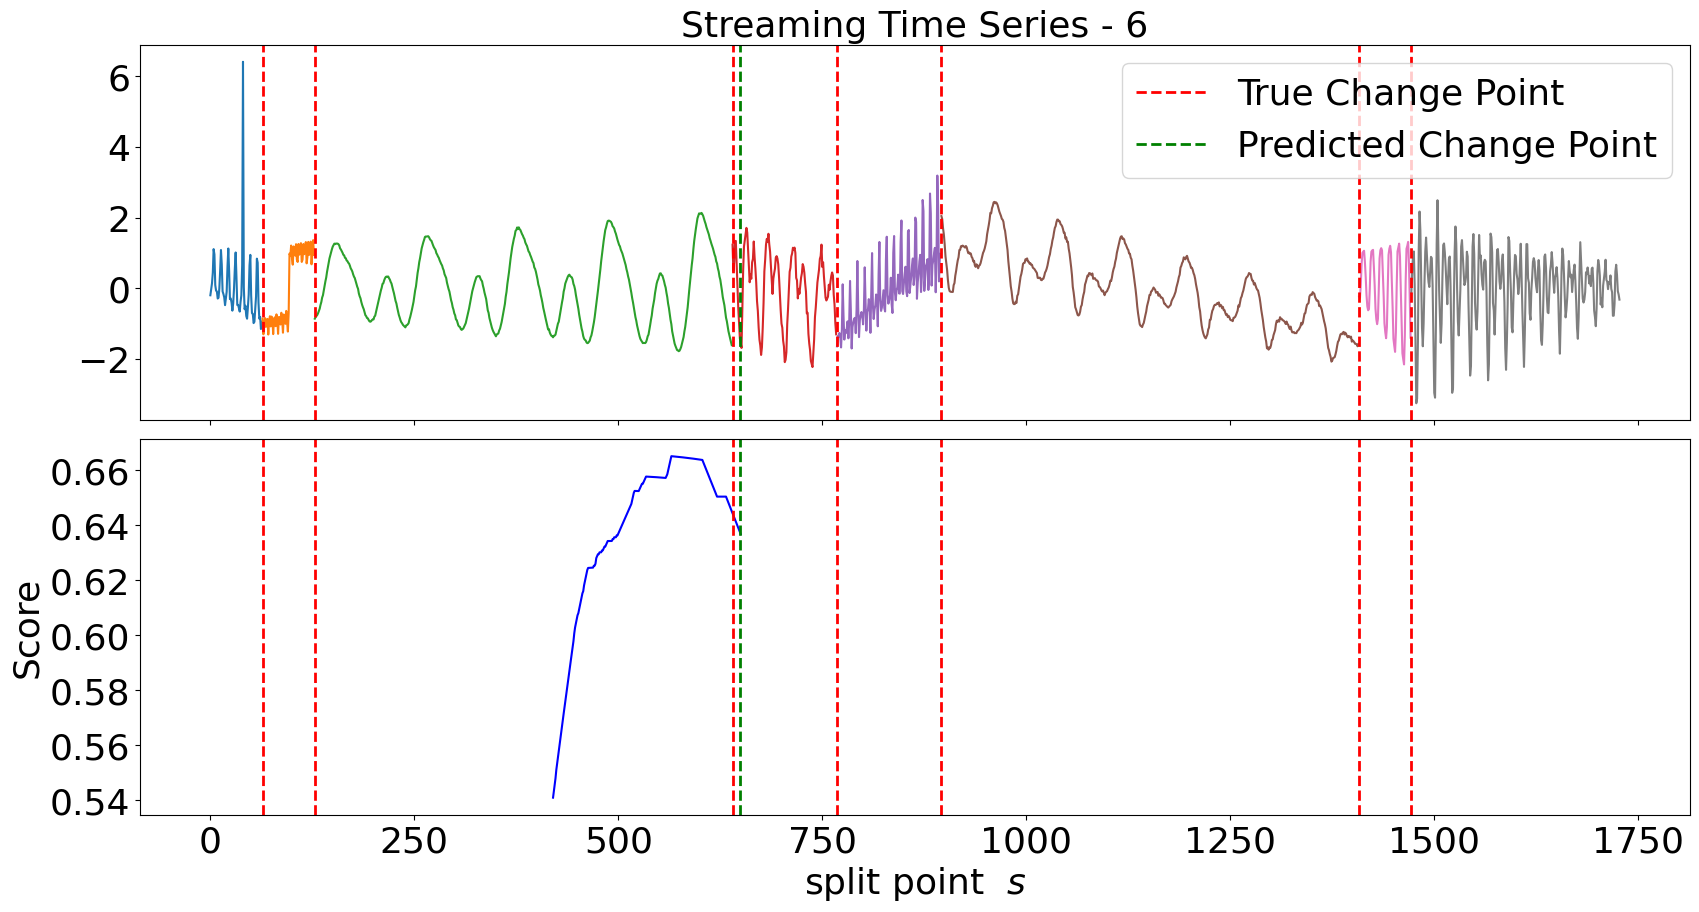 Streaming Time Series - 6
6
4
2
0
−2
True Change Point
Predicted Change Point
Score
0.66
0.64
0.62
0.60
0.58
0.56
0.54
0 250 500 750 1000 1250 1500 1750
split point s